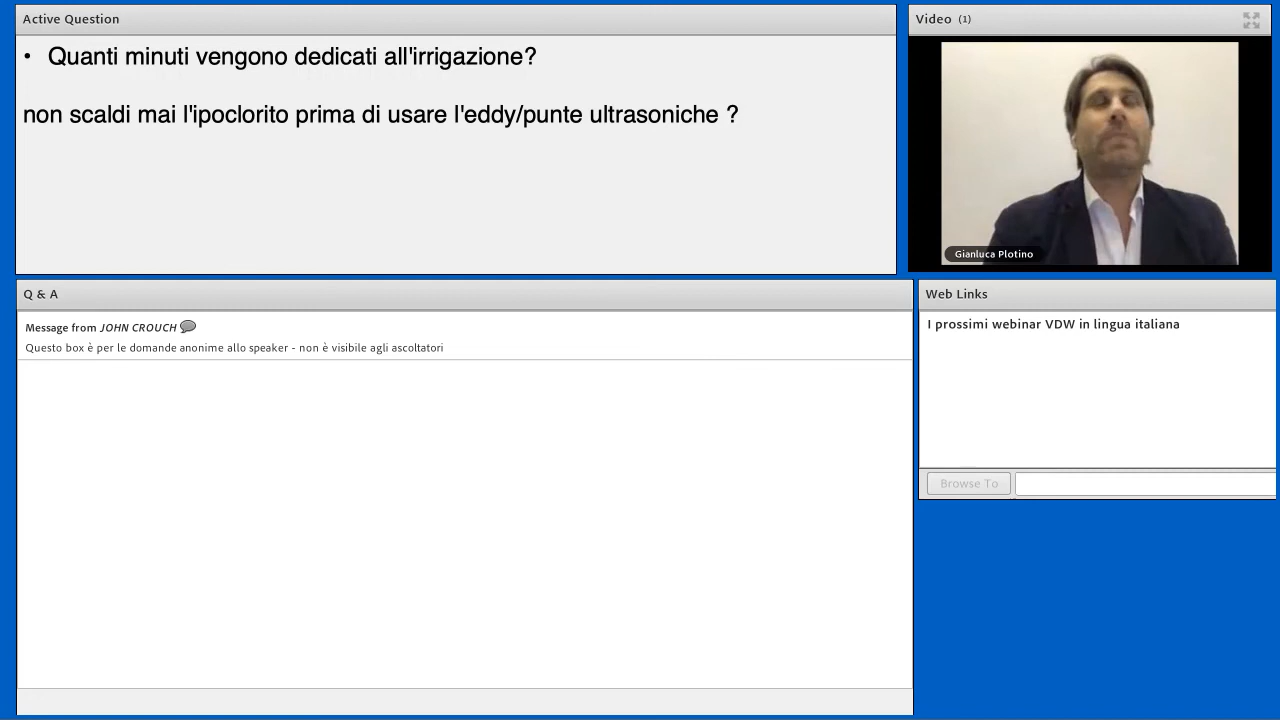 Active Question
• Quanti minuti vengono dedicati all'irrigazione?
non scaldi mai l'ipoclorito prima di usare l'eddy/punte ultrasoniche ?
Video (1)
Gianluca Plotino
Q & A
Message from JOHN CROUCH
Questo box è per le domande anonime allo speaker - non è visibile agli ascoltatori
Web Links
I prossimi webinar VDW in lingua italiana
Browse To